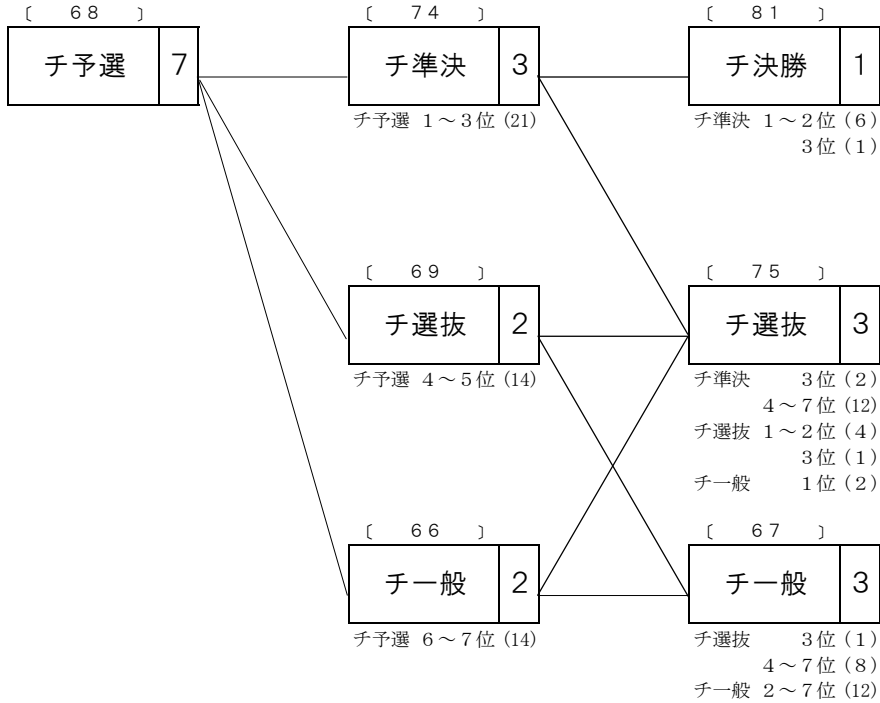 〔　６８　〕
チ予選 7
〔　７４　〕
チ準決 3
チ予選 １～３位 (21)
〔　８１　〕
チ決勝 1
チ準決 １～２位 (６)
３位 (１)
〔　６９　〕
チ選抜 2
チ予選 ４～５位 (14)
〔　７５　〕
チ選抜 3
チ準決　３位 (２)
４～７位 (12)
チ選抜 １～２位 (４)
３位 (１)
チ一般　１位 (２)
〔　６６　〕
チ一般 2
チ予選 ６～７位 (14)
〔　６７　〕
チ一般 3
チ選抜　３位 (１)
４～７位 (８)
チ一般 ２～７位 (12)